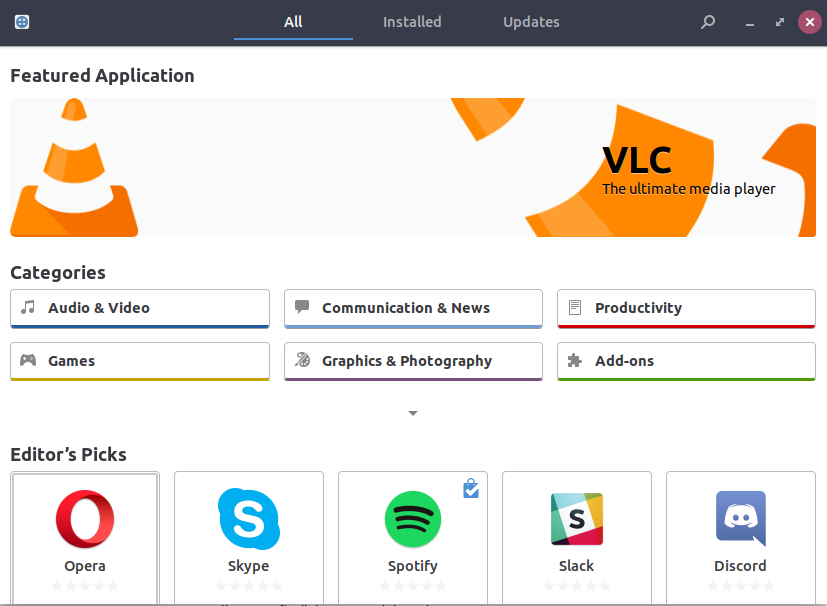 All Installed Updates
Featured Application
VLC
The ultimate media player
Categories
Audio & Video Communication & News Productivity
Games Graphics & Photography Add-ons
Editor’s Picks
Opera Skype Spotify Slack Discord